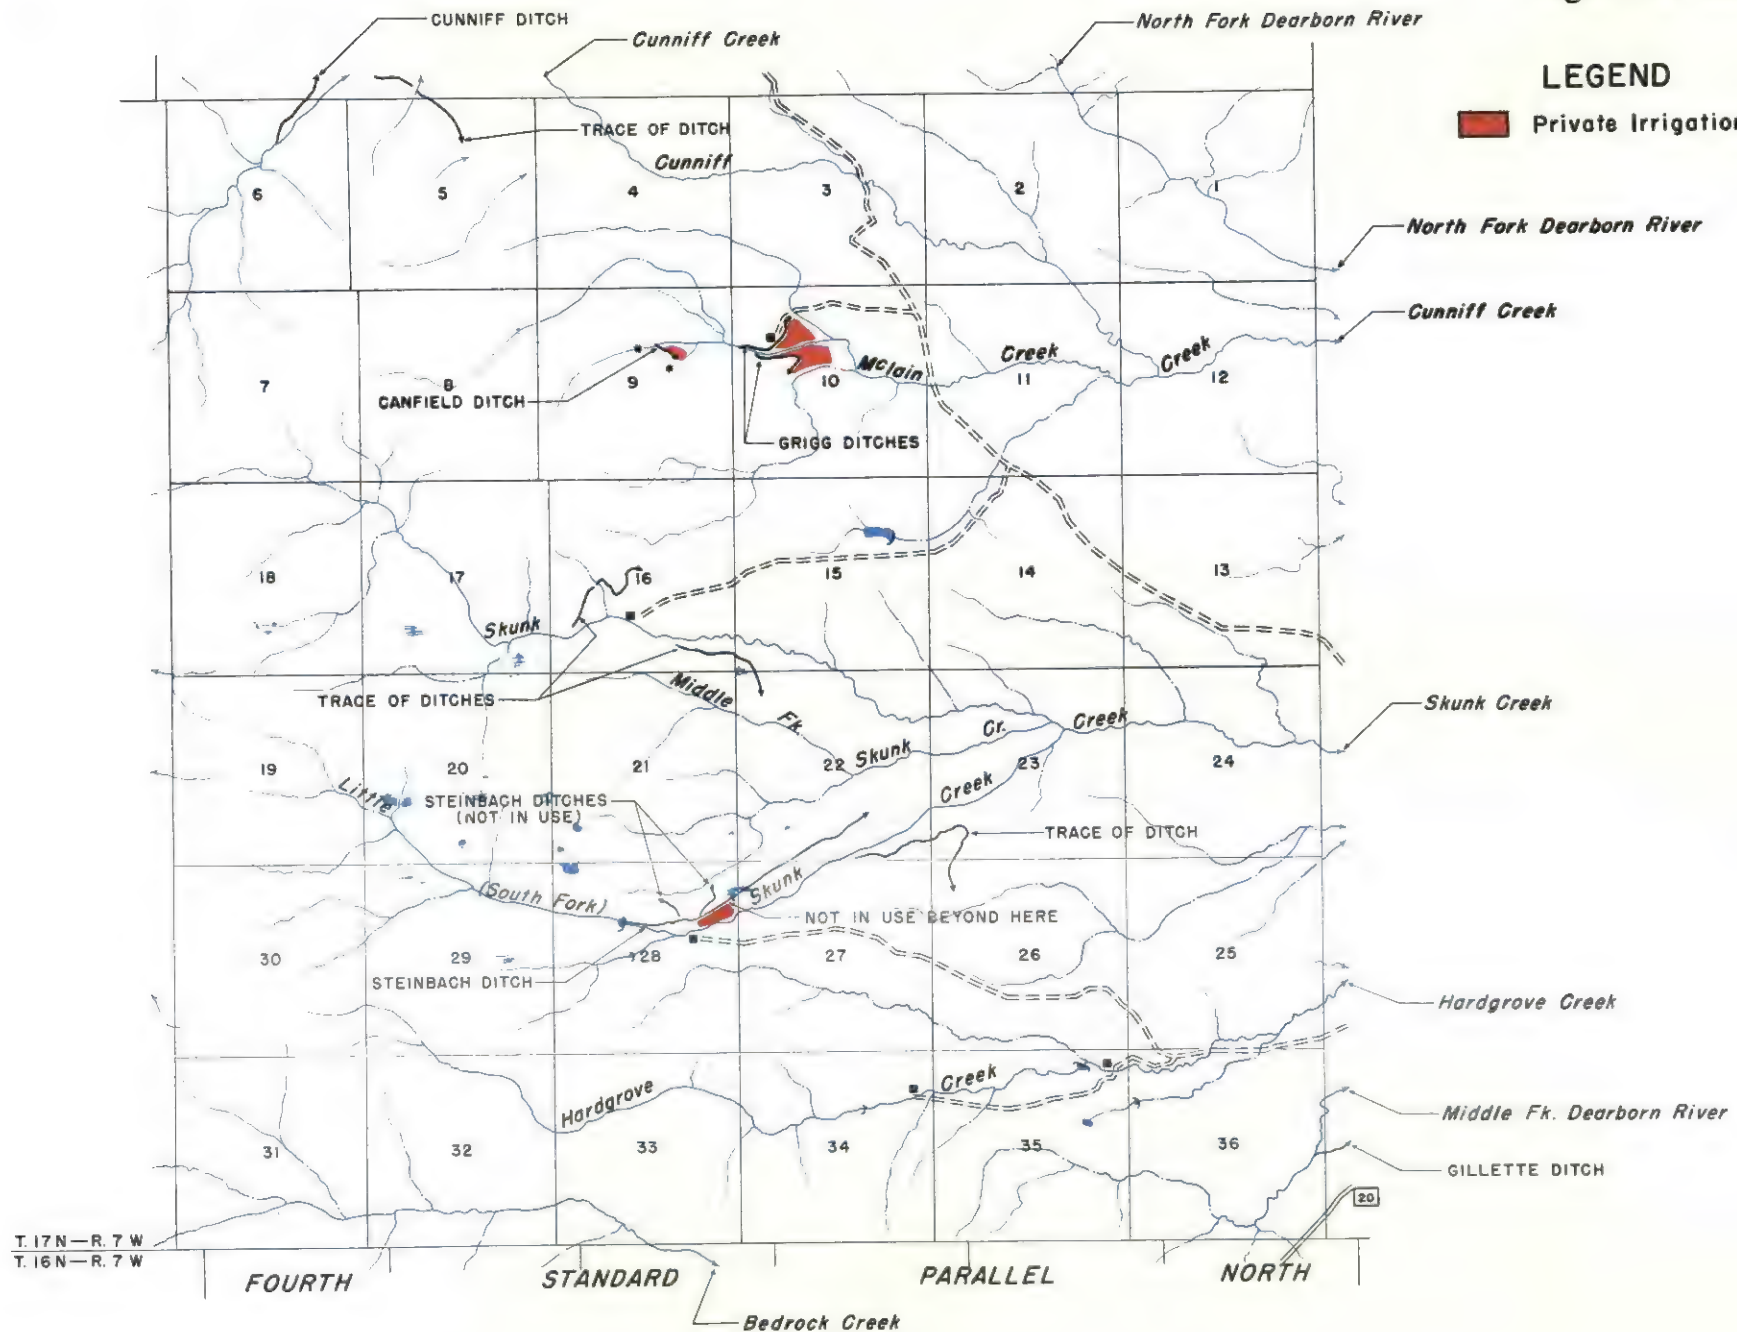 CUNNIFF DITCH
Cunniff Creek
North Fork Dearborn River
LEGEND
Private Irrigation
TRACE OF DITCH
Cunniff
6
5
4
3
2
1
North Fork Dearborn River
Cunniff Creek
McLain
Creek
Creek
7
8
9
10
11
12
CANFIELD DITCH
GRIGG DITCHES
18
17
16
15
14
13
Skunk
TRACE OF DITCHES
Middle
Fk.
Skunk
Cr.
Creek
Skunk Creek
19
20
21
22
23
24
Little
STEINBACH DITCHES
(NOT IN USE)
Creek
TRACE OF DITCH
(South Fork)
Skunk
NOT IN USE BEYOND HERE
30
29
28
27
26
25
STEINBACH DITCH
Hardgrove Creek
Hardgrove
Creek
Middle Fk. Dearborn River
31
32
33
34
35
36
GILLETTE DITCH
20
T. 17 N — R. 7 W
T. 16 N — R. 7 W
FOURTH STANDARD PARALLEL NORTH
Bedrock Creek